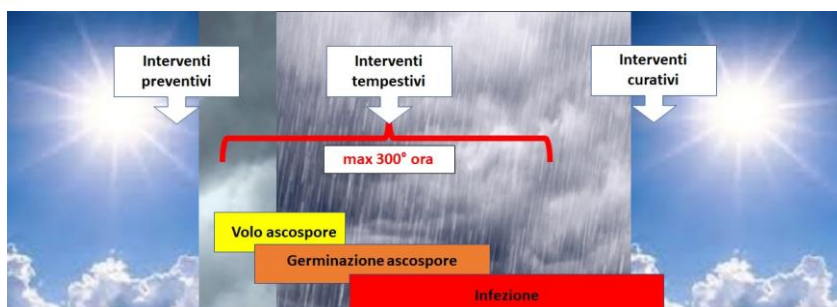 Interventi
preventivi
Interventi
tempestivi
Interventi
curativi
max 300° ora
Volo ascospore
Germinazione ascospore
Infezione